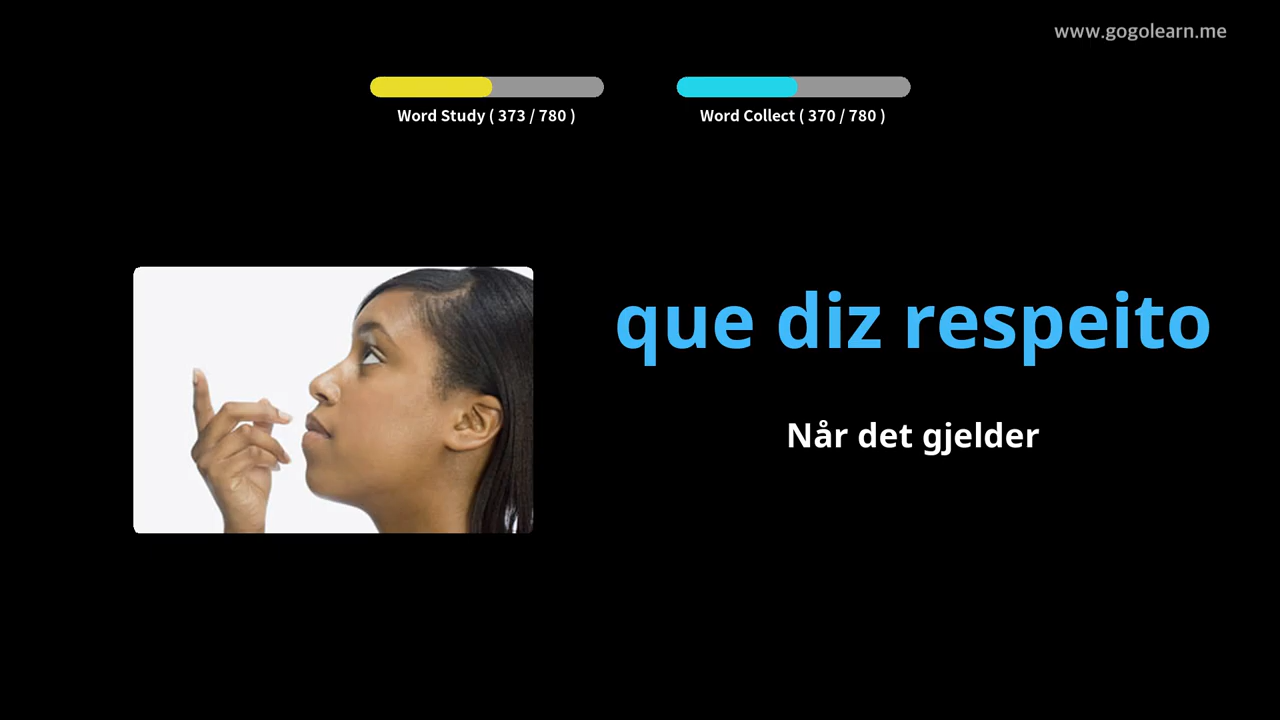 www.gogolearn.me
Word Study ( 373 / 780 )
Word Collect ( 370 / 780 )
que diz respeito
Når det gjelder